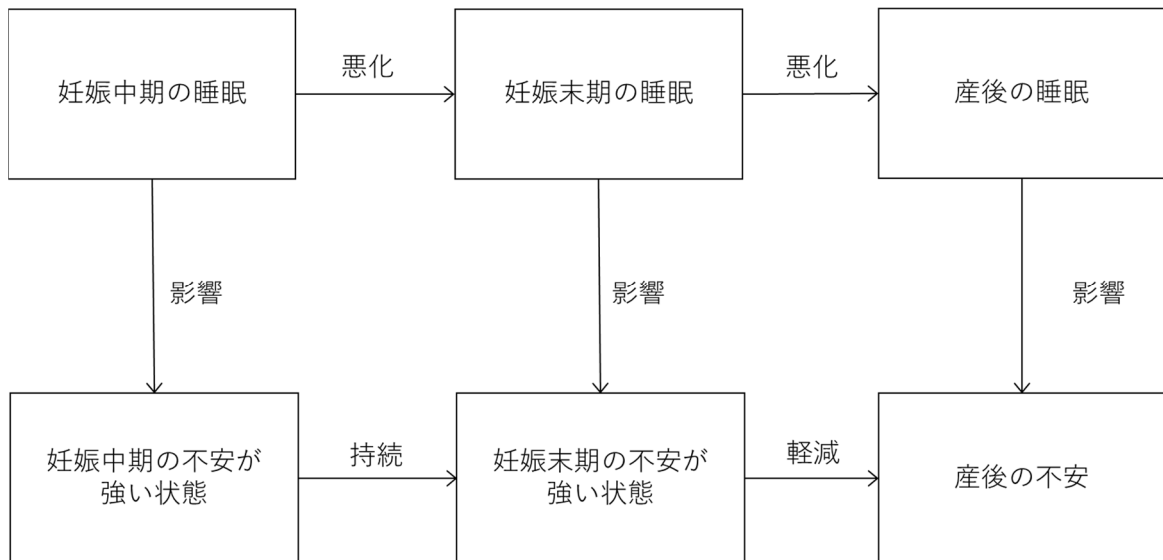 悪化
悪化
妊娠中期の睡眠
妊娠末期の睡眠
産後の睡眠
影響
影響
影響
妊娠中期の不安が
強い状態
持続
妊娠末期の不安が
強い状態
軽減
産後の不安